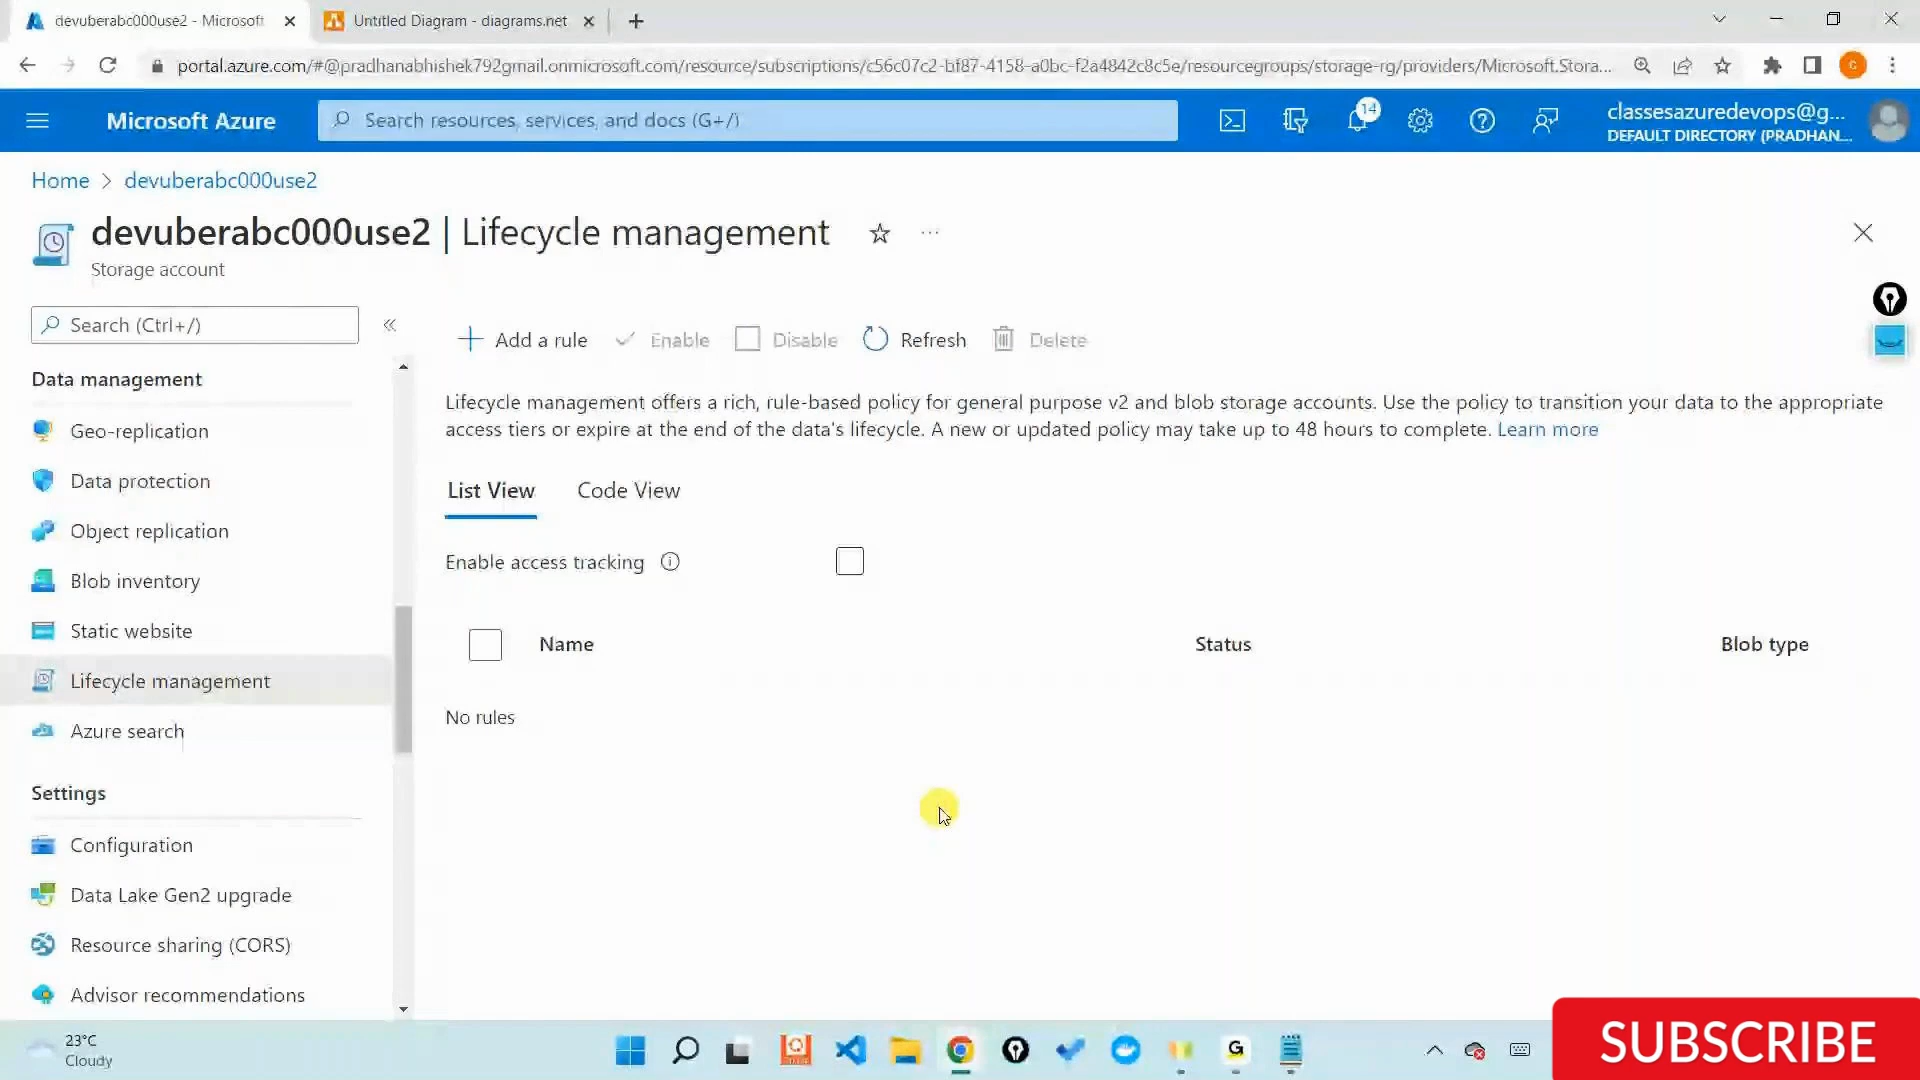 devuberabc000use2 - Microsoft
Untitled Diagram - diagrams.net
portal.azure.com/#@pradhanabhishek792gmail.onmicrosoft.com/resource/subscriptions/c56c07c2-bf87-4158-a0bc-f2a4842c8c5e/resourcegroups/storage-rg/providers/Microsoft.Stora...
C
Microsoft Azure
Search resources, services, and docs (G+/)
14
classesazuredevops@g...
DEFAULT DIRECTORY (PRADHAN...
Home > devuberabc000use2
devuberabc000use2 | Lifecycle management
Storage account
Search (Ctrl+/)
Add a rule
Enable
Disable
Refresh
Delete
Lifecycle management offers a rich, rule-based policy for general purpose v2 and blob storage accounts. Use the policy to transition your data to the appropriate
access tiers or expire at the end of the data's lifecycle. A new or updated policy may take up to 48 hours to complete. Learn more
List View
Code View
Enable access tracking
Name
Status
Blob type
No rules
Data management
Geo-replication
Data protection
Object replication
Blob inventory
Static website
Lifecycle management
Azure search
Settings
Configuration
Data Lake Gen2 upgrade
Resource sharing (CORS)
Advisor recommendations
23°C
Cloudy
G
SUBSCRIBE